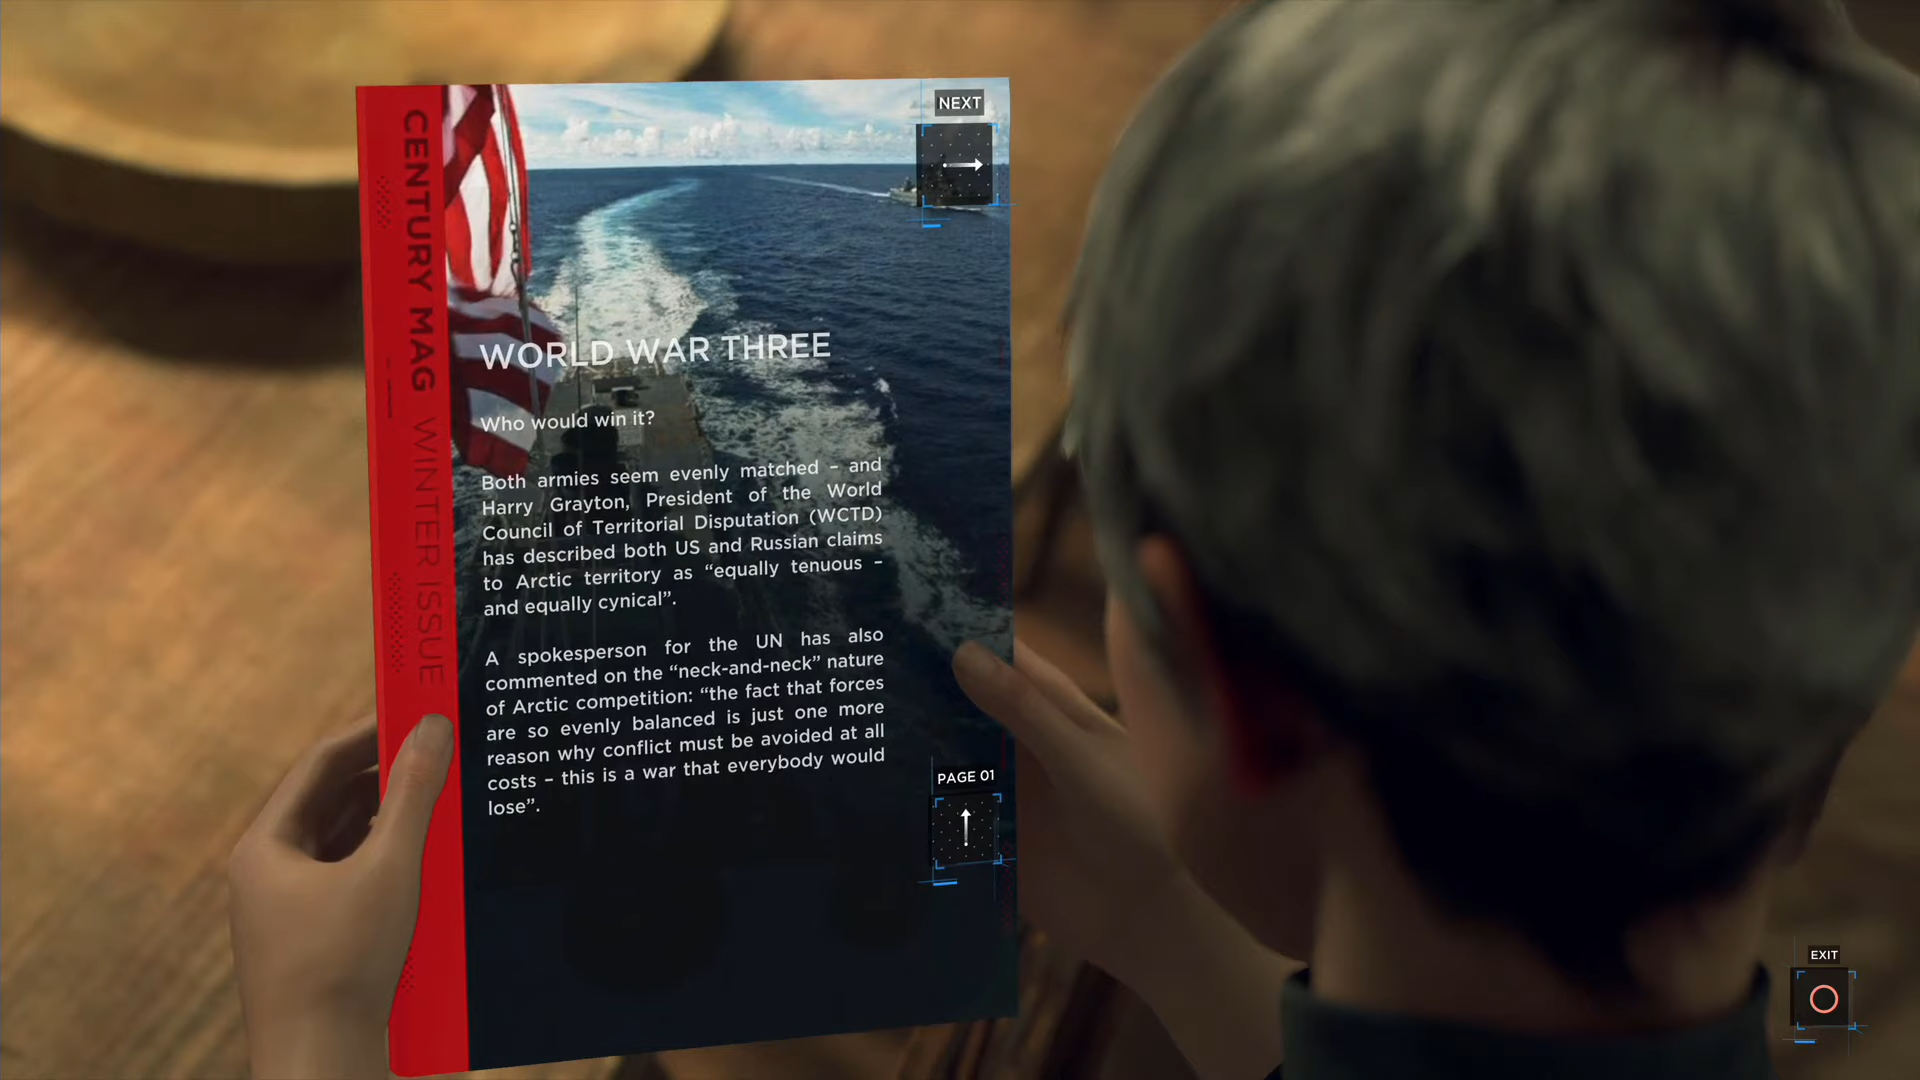 CENTURY MAG WINTER ISSUE
NEXT
WORLD WAR THREE
Who would win it?
Both armies seem evenly matched – and
Harry Grayton, President of the World
Council of Territorial Disputation (WCTD)
has described both US and Russian claims
to Arctic territory as “equally tenuous –
and equally cynical”.
A spokesperson for the UN has also
commented on the “neck-and-neck” nature
of Arctic competition: “the fact that forces
are so evenly balanced is just one more
reason why conflict must be avoided at all
costs – this is a war that everybody would
lose”.
PAGE 01
EXIT